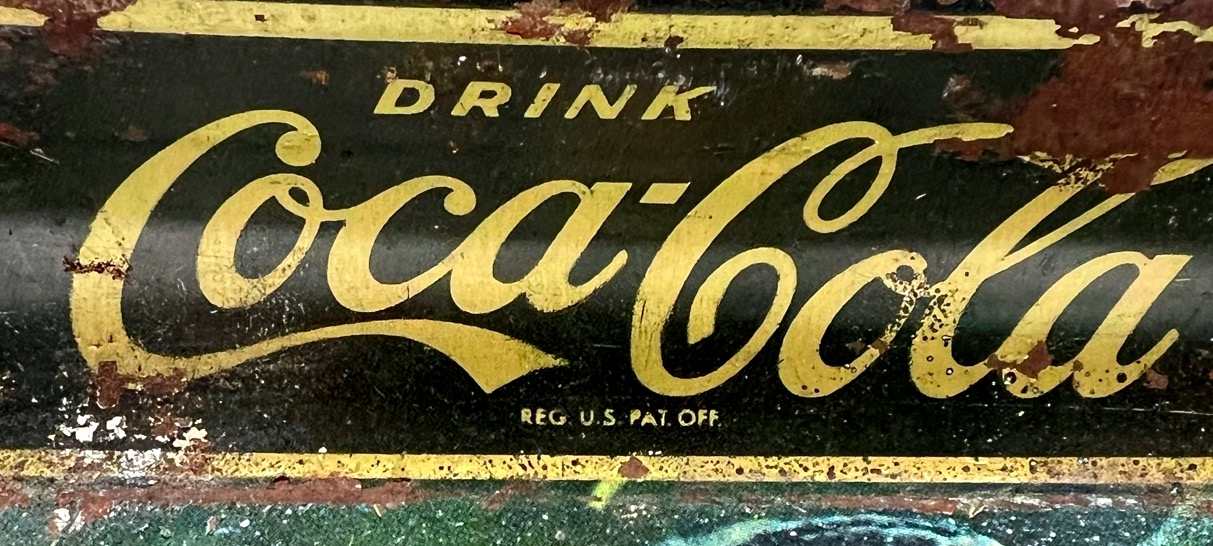 DRINK
Coca-Cola
REG. U.S. PAT. OFF.